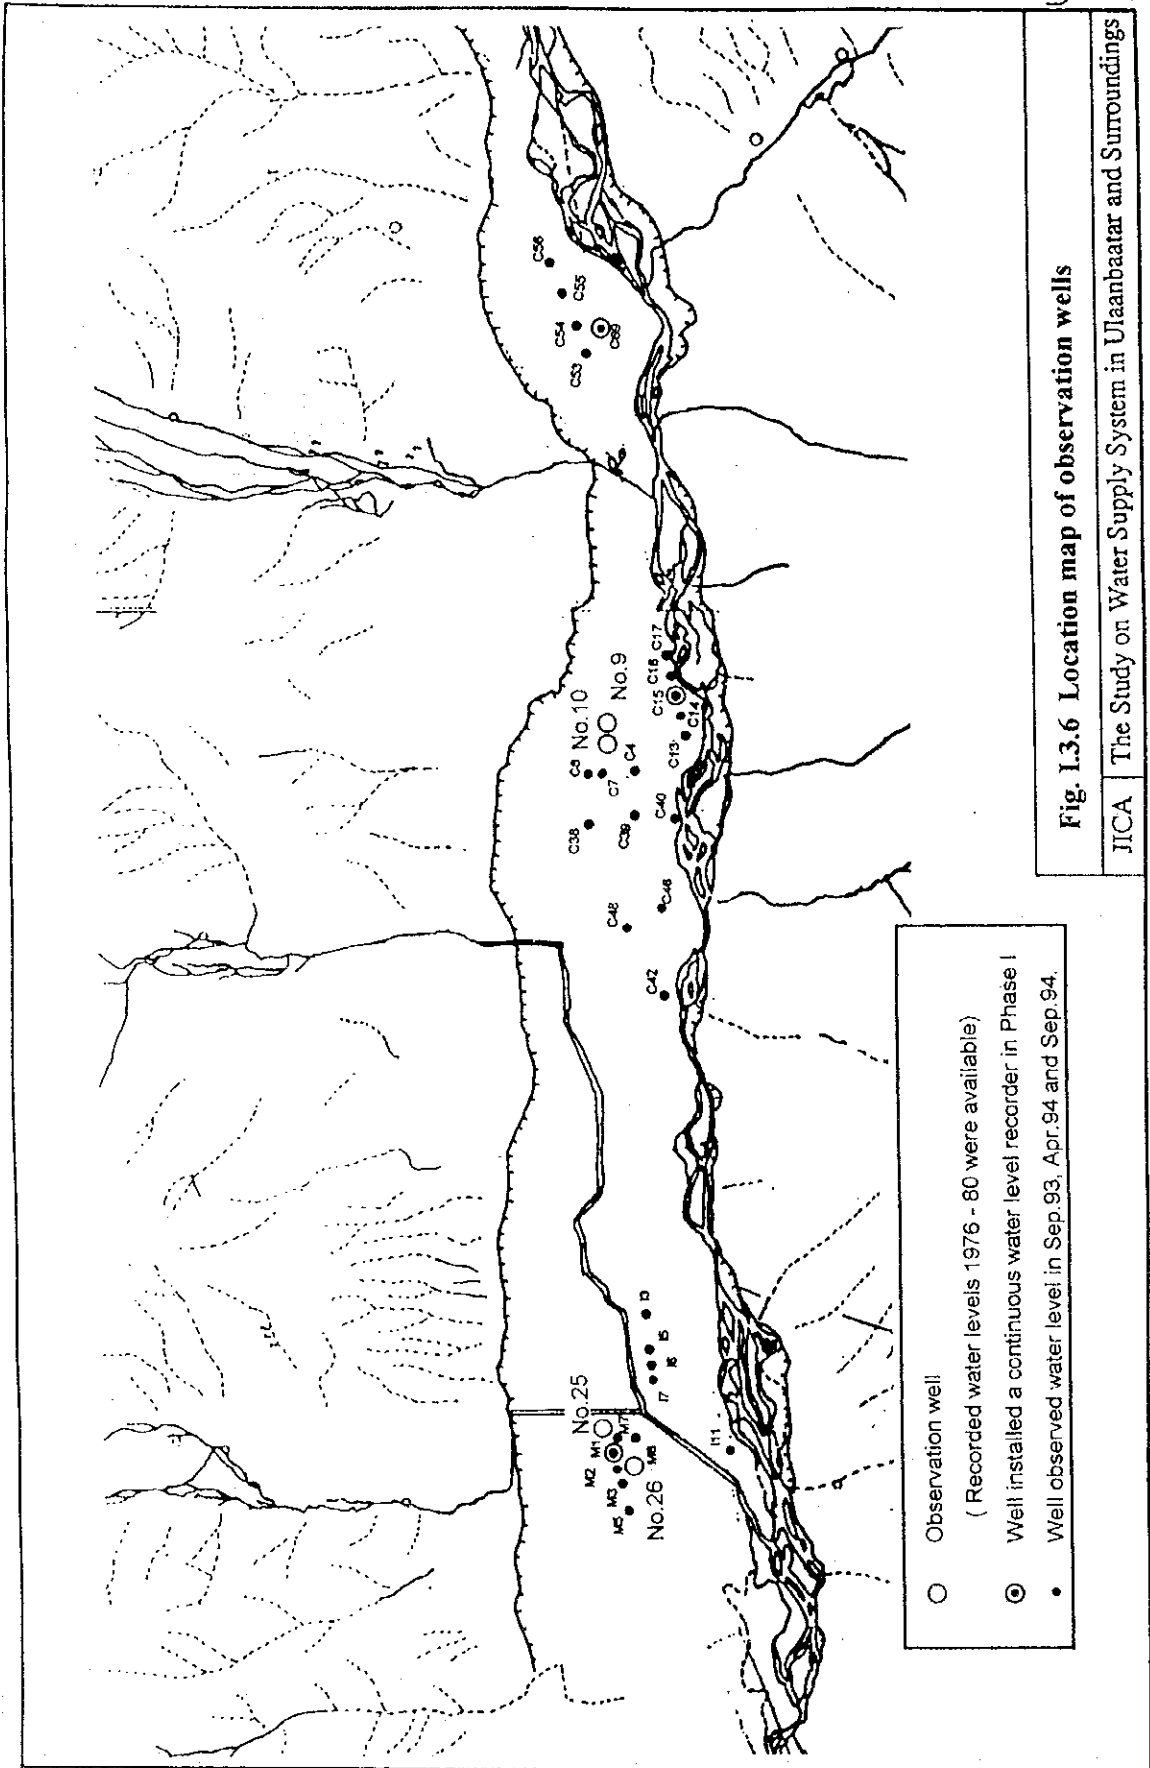 C56
C55
C54
C53
C69
No.9
No.10
C17
C16
C15
C14
C13
C8
C7
C4
C38
C39
C40
C48
C46
C42
I3
I5
I6
I7
I11
No.25
M1
M7
M2
M3
M8
M5
No.26
Observation well
( Recorded water levels 1976 - 80 were available)
Well installed a continuous water level recorder in Phase I
Well observed water level in Sep.93, Apr.94 and Sep.94.
Fig. I.3.6 Location map of observation wells
JICA
The Study on Water Supply System in Ulaanbaatar and Surroundings